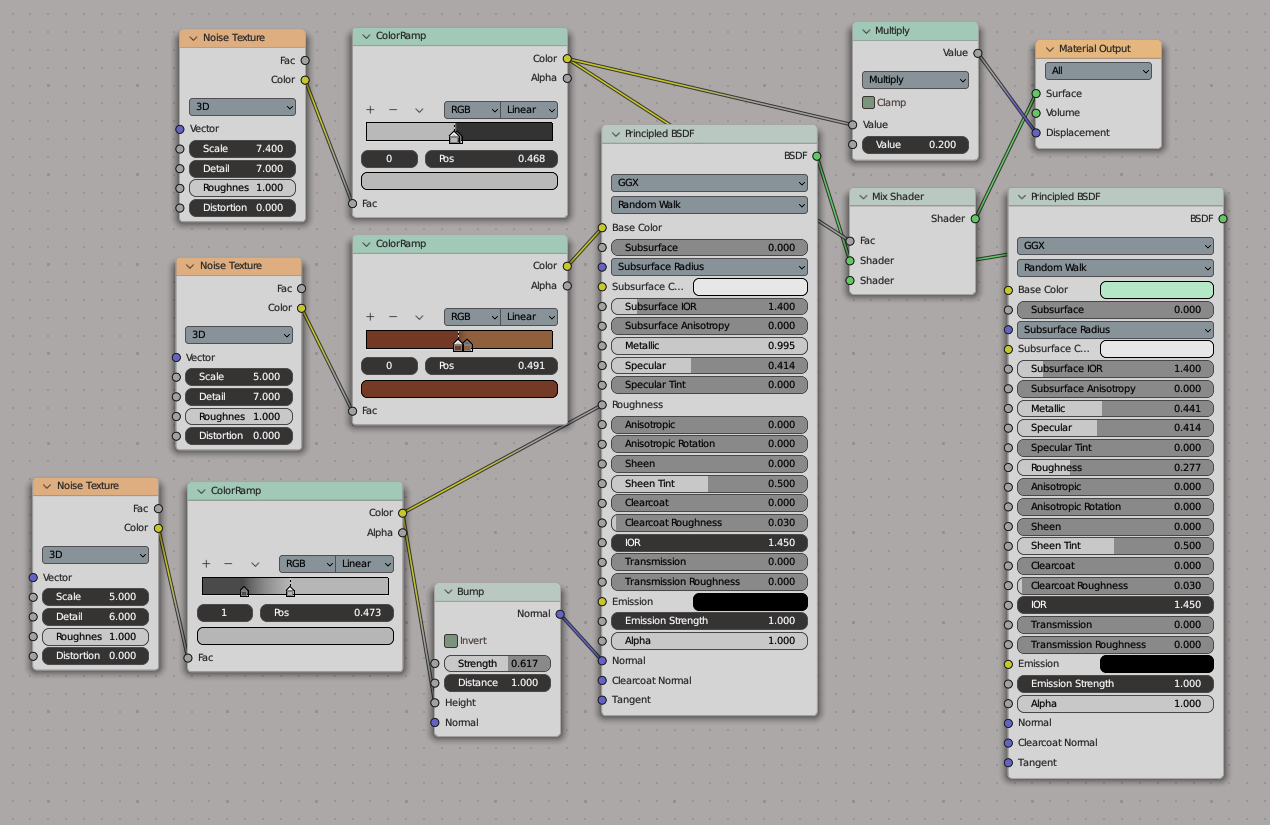 Noise Texture
Fac
Color
3D
Vector
Scale 7.400
Detail 7.000
Roughnes 1.000
Distortion 0.000
ColorRamp
Color
Alpha
RGB Linear
0 Pos 0.468
Fac
Noise Texture
Fac
Color
3D
Vector
Scale 5.000
Detail 7.000
Roughnes 1.000
Distortion 0.000
ColorRamp
Color
Alpha
RGB Linear
0 Pos 0.491
Fac
Noise Texture
Fac
Color
3D
Vector
Scale 5.000
Detail 6.000
Roughnes 1.000
Distortion 0.000
ColorRamp
Color
Alpha
RGB Linear
1 Pos 0.473
Fac
Bump
Normal
Invert
Strength 0.617
Distance 1.000
Height
Normal
Principled BSDF
BSDF
GGX
Random Walk
Base Color
Subsurface 0.000
Subsurface Radius
Subsurface C...
Subsurface IOR 1.400
Subsurface Anisotropy 0.000
Metallic 0.995
Specular 0.414
Specular Tint 0.000
Roughness
Anisotropic 0.000
Anisotropic Rotation 0.000
Sheen 0.000
Sheen Tint 0.500
Clearcoat 0.000
Clearcoat Roughness 0.030
IOR 1.450
Transmission 0.000
Transmission Roughness 0.000
Emission
Emission Strength 1.000
Alpha 1.000
Normal
Clearcoat Normal
Tangent
Multiply
Value
Multiply
Clamp
Value
Value 0.200
Mix Shader
Shader
Fac
Shader
Shader
Material Output
All
Surface
Volume
Displacement
Principled BSDF
BSDF
GGX
Random Walk
Base Color
Subsurface 0.000
Subsurface Radius
Subsurface C...
Subsurface IOR 1.400
Subsurface Anisotropy 0.000
Metallic 0.441
Specular 0.414
Specular Tint 0.000
Roughness 0.277
Anisotropic 0.000
Anisotropic Rotation 0.000
Sheen 0.000
Sheen Tint 0.500
Clearcoat 0.000
Clearcoat Roughness 0.030
IOR 1.450
Transmission 0.000
Transmission Roughness 0.000
Emission
Emission Strength 1.000
Alpha 1.000
Normal
Clearcoat Normal
Tangent